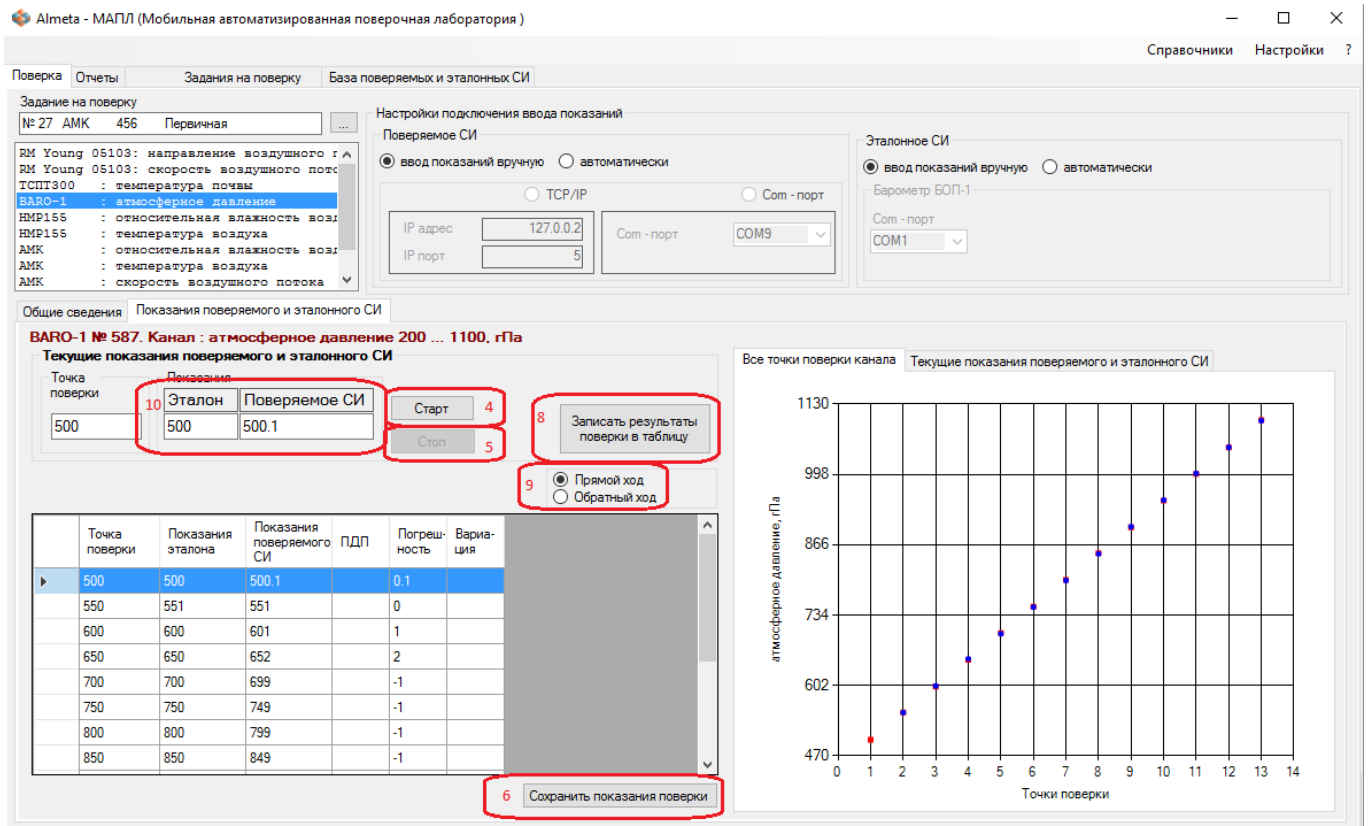 Almeta - МАПЛ (Мобильная автоматизированная поверочная лаборатория )
Справочники Настройки ?
Поверка Отчеты Задания на поверку База поверяемых и эталонных СИ
Задание на поверку
№ 27 АМК 456 Первичная ...
RM Young 05103: направление воздушного
RM Young 05103: скорость воздушного
ТСПТ300 : температура почвы
BARO-1 : атмосферное давление
HMP155 : относительная влажность
HMP155 : температура воздуха
АМК : относительная влажность
АМК : температура воздуха
АМК : скорость воздушного потока
Настройки подключения ввода показаний
Поверяемое СИ
ввод показаний вручную автоматически
TCP/IP Com - порт
IP адрес 127.0.0.2
IP порт 5
Com - порт COM9
Эталонное СИ
ввод показаний вручную автоматически
Барометр БОП-1
Com - порт
COM1
Общие сведения Показания поверяемого и эталонного СИ
BARO-1 № 587. Канал : атмосферное давление 200 ... 1100, гПа
Текущие показания поверяемого и эталонного СИ
Точка
поверки
500
Показания
10 Эталон Поверяемое СИ
500 500.1
Старт 4
Стоп 5
8 Записать результаты
поверки в таблицу
9 Прямой ход
Обратный ход
Точка
поверки
Показания
эталона
Показания
поверяемого
СИ
ПДП
Погреш-
ность
Вариа-
ция
500 500 500.1 0.1
550 551 551 0
600 600 601 1
650 650 652 2
700 700 699 -1
750 750 749 -1
800 800 799 -1
850 850 849 -1
6 Сохранить показания поверки
Все точки поверки канала Текущие показания поверяемого и эталонного СИ
атмосферное давление, гПа
1130
998
866
734
602
470
0 1 2 3 4 5 6 7 8 9 10 11 12 13 14
Точки поверки